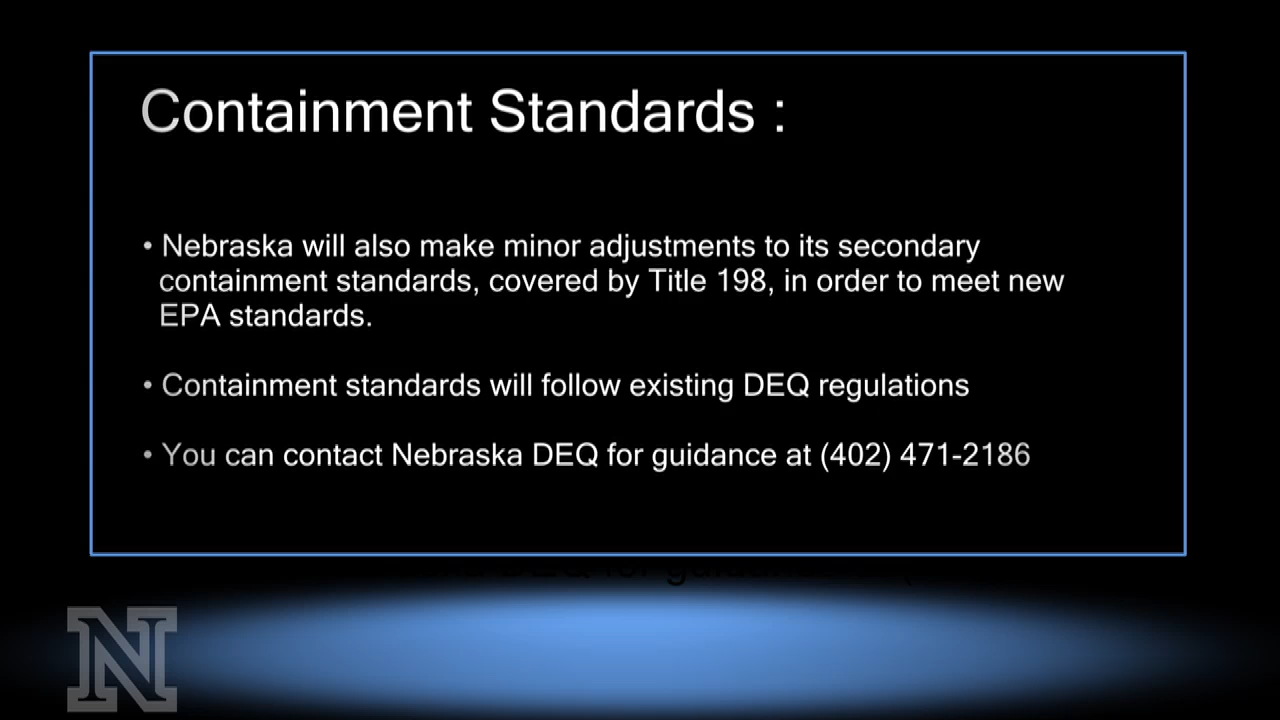 Containment Standards :
• Nebraska will also make minor adjustments to its secondary
containment standards, covered by Title 198, in order to meet new
EPA standards.
• Containment standards will follow existing DEQ regulations
• You can contact Nebraska DEQ for guidance at (402) 471-2186
N